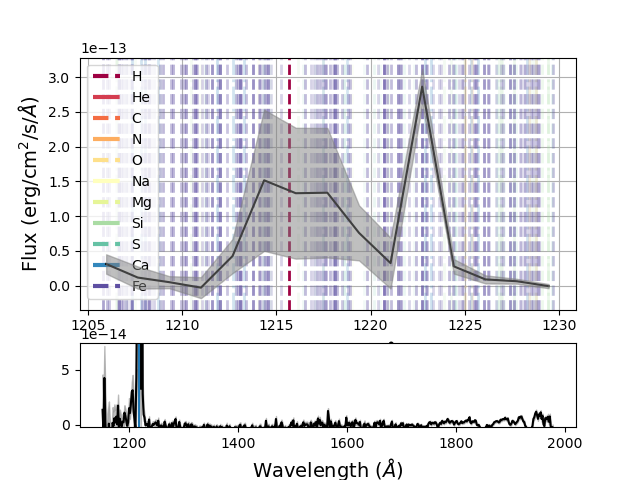 1e−13
Flux (erg/cm²/s/Å)
3.0
2.5
2.0
1.5
1.0
0.5
0.0
H
He
C
N
O
Na
Mg
Si
S
Ca
Fe
1205 1210 1215 1220 1225 1230
1e−14
5
0
1200 1400 1600 1800 2000
Wavelength (Å)